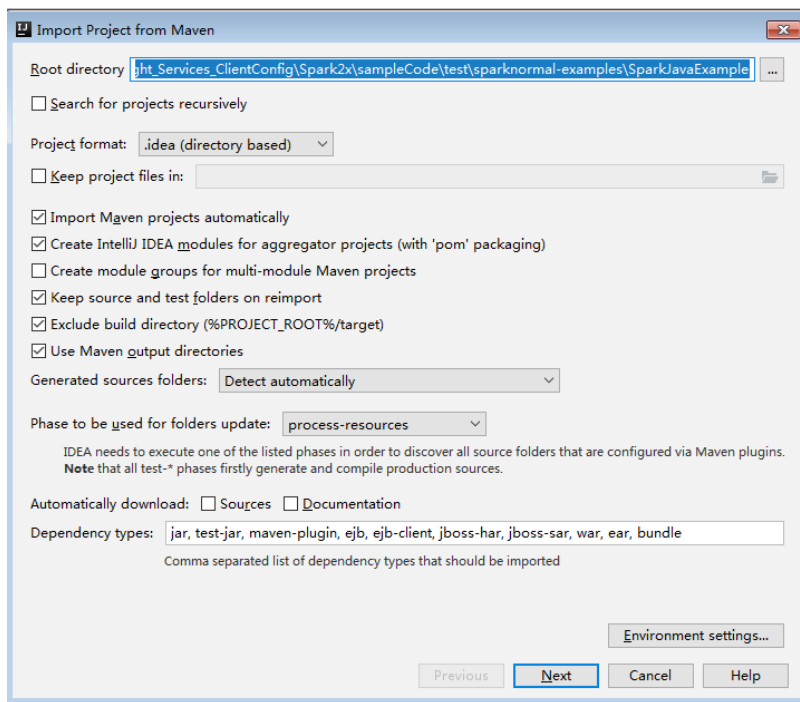 Import Project from Maven
Root directory ght_Services_ClientConfig\Spark2x\sampleCode\test\sparknormal-examples\SparkJavaExample ...
Search for projects recursively
Project format: .idea (directory based)
Keep project files in:
Import Maven projects automatically
Create IntelliJ IDEA modules for aggregator projects (with 'pom' packaging)
Create module groups for multi-module Maven projects
Keep source and test folders on reimport
Exclude build directory (%PROJECT_ROOT%/target)
Use Maven output directories
Generated sources folders: Detect automatically
Phase to be used for folders update: process-resources
IDEA needs to execute one of the listed phases in order to discover all source folders that are configured via Maven plugins.
Note that all test-* phases firstly generate and compile production sources.
Automatically download: Sources Documentation
Dependency types: jar, test-jar, maven-plugin, ejb, ejb-client, jboss-har, jboss-sar, war, ear, bundle
Comma separated list of dependency types that should be imported
Environment settings...
Previous Next Cancel Help